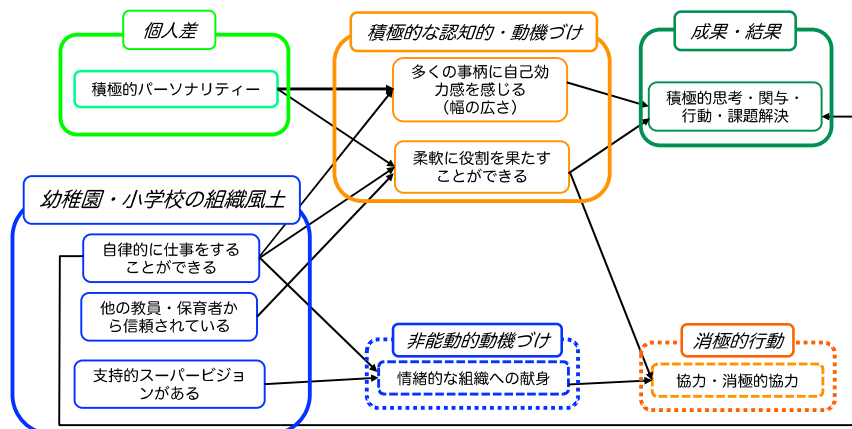 個人差
積極的パーソナリティー
積極的な認知的・動機づけ
多くの事柄に自己効
力感を感じる
（幅の広さ）
柔軟に役割を果たす
ことができる
成果・結果
積極的思考・関与・
行動・課題解決
幼稚園・小学校の組織風土
自律的に仕事をする
ことができる
他の教員・保育者か
ら信頼されている
支持的スーパービジョ
ンがある
非能動的動機づけ
情緒的な組織への献身
消極的行動
協力・消極的協力